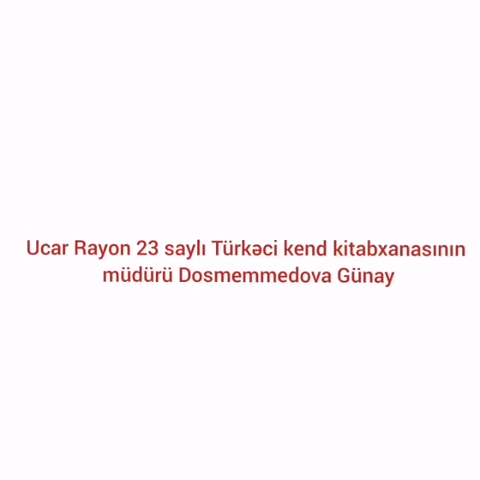 Ucar Rayon 23 saylı Türkəci kend kitabxanasının
müdürü Dosmemmedova Günay